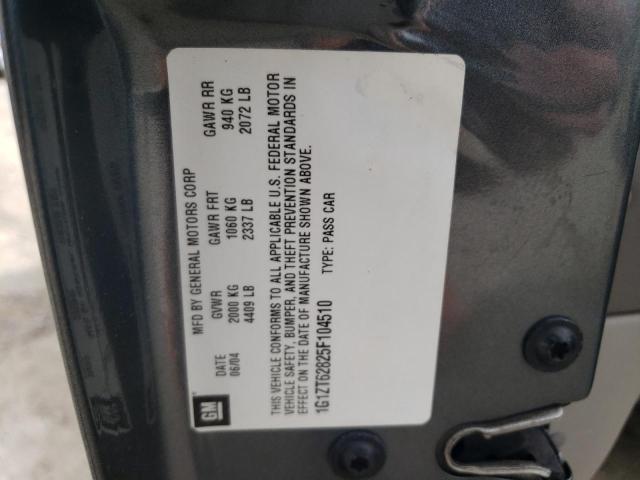 GM
DATE
06/04
MFD BY GENERAL MOTORS CORP
GVWR GAWR FRT GAWR RR
2000 KG 1060 KG 940 KG
4409 LB 2337 LB 2072 LB
THIS VEHICLE CONFORMS TO ALL APPLICABLE U.S. FEDERAL MOTOR
VEHICLE SAFETY, BUMPER, AND THEFT PREVENTION STANDARDS IN
EFFECT ON THE DATE OF MANUFACTURE SHOWN ABOVE.
1G1ZT62825F104510 TYPE: PASS CAR